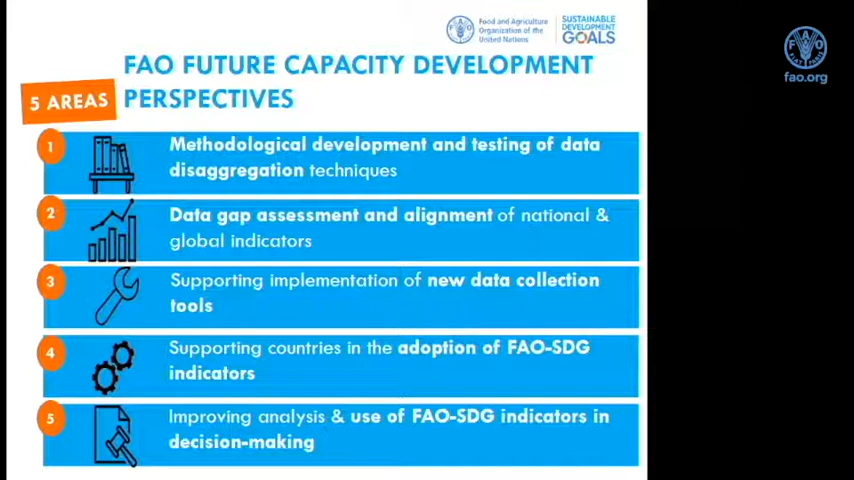 Food and Agriculture
Organization of the
United Nations
SUSTAINABLE
DEVELOPMENT
GOALS
FAO
fao.org
FAO FUTURE CAPACITY DEVELOPMENT
PERSPECTIVES
5 AREAS
1
Methodological development and testing of data
disaggregation techniques
2
Data gap assessment and alignment of national &
global indicators
3
Supporting implementation of new data collection
tools
4
Supporting countries in the adoption of FAO-SDG
indicators
5
Improving analysis & use of FAO-SDG indicators in
decision-making